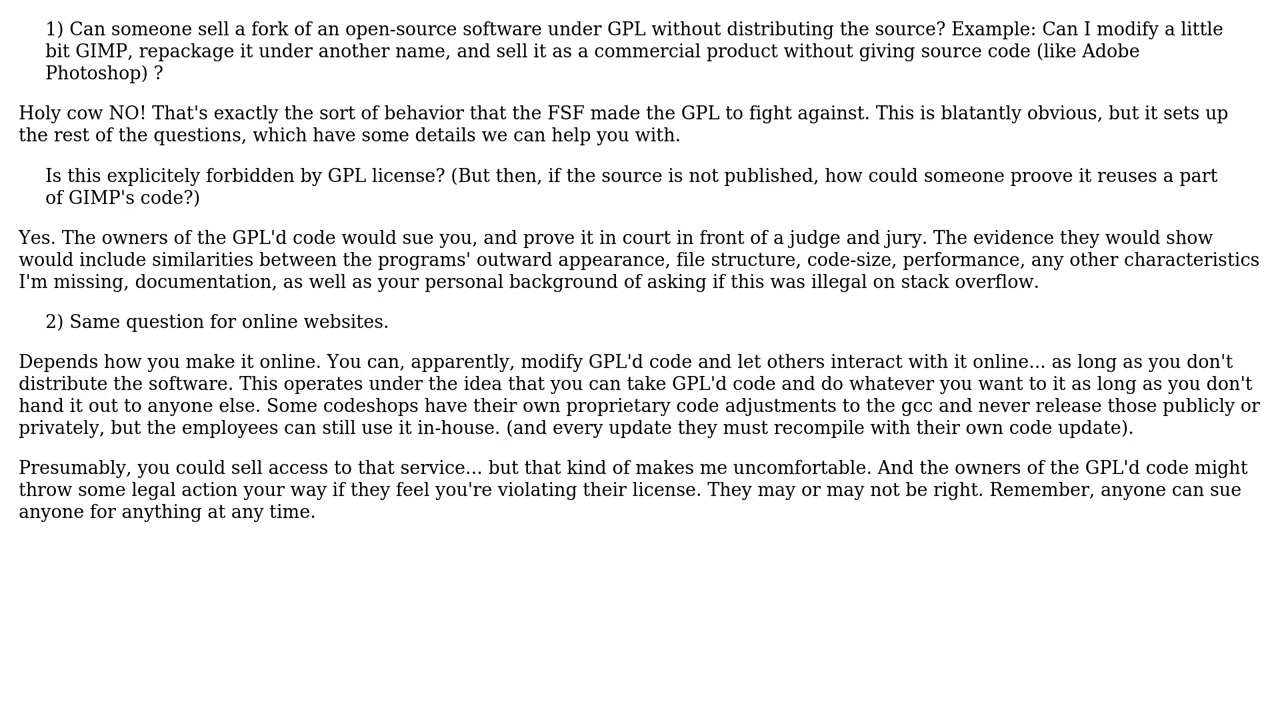 1) Can someone sell a fork of an open-source software under GPL without distributing the source? Example: Can I modify a little
bit GIMP, repackage it under another name, and sell it as a commercial product without giving source code (like Adobe
Photoshop) ?
Holy cow NO! That's exactly the sort of behavior that the FSF made the GPL to fight against. This is blatantly obvious, but it sets up
the rest of the questions, which have some details we can help you with.
Is this explicitely forbidden by GPL license? (But then, if the source is not published, how could someone proove it reuses a part
of GIMP's code?)
Yes. The owners of the GPL'd code would sue you, and prove it in court in front of a judge and jury. The evidence they would show
would include similarities between the programs' outward appearance, file structure, code-size, performance, any other characteristics
I'm missing, documentation, as well as your personal background of asking if this was illegal on stack overflow.
2) Same question for online websites.
Depends how you make it online. You can, apparently, modify GPL'd code and let others interact with it online... as long as you don't
distribute the software. This operates under the idea that you can take GPL'd code and do whatever you want to it as long as you don't
hand it out to anyone else. Some codeshops have their own proprietary code adjustments to the gcc and never release those publicly or
privately, but the employees can still use it in-house. (and every update they must recompile with their own code update).
Presumably, you could sell access to that service... but that kind of makes me uncomfortable. And the owners of the GPL'd code might
throw some legal action your way if they feel you're violating their license. They may or may not be right. Remember, anyone can sue
anyone for anything at any time.